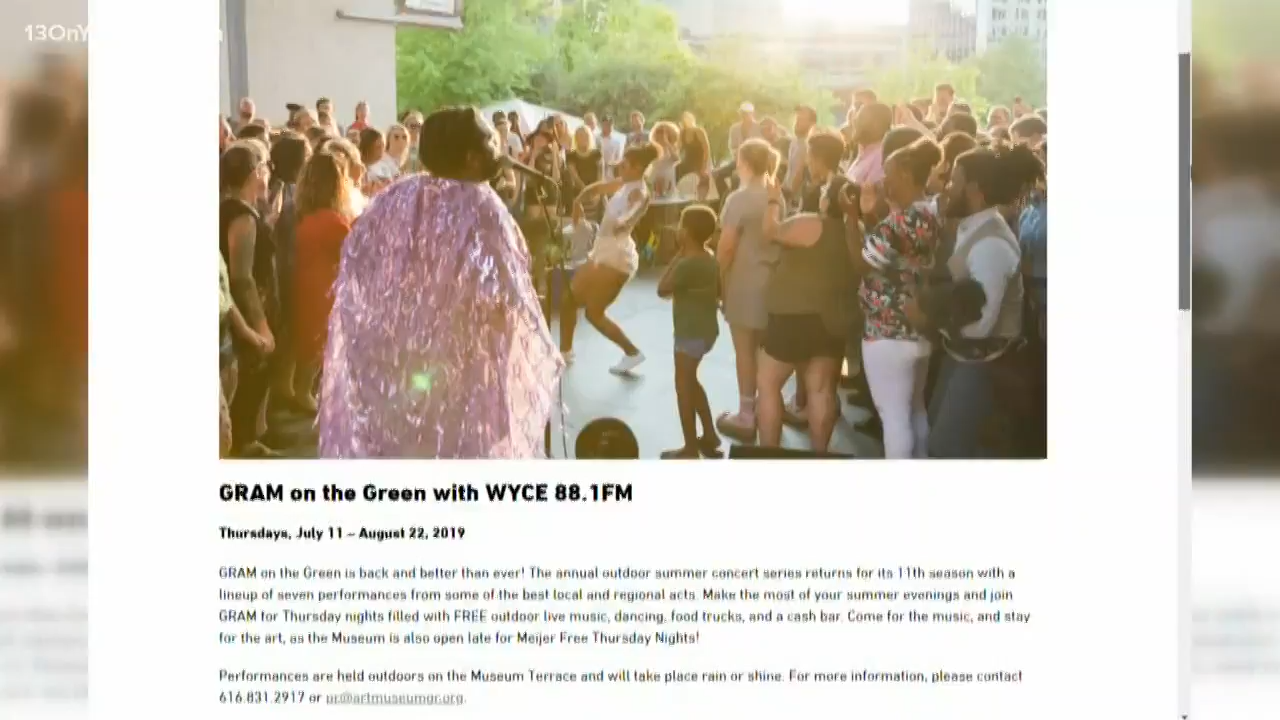 GRAM on the Green with WYCE 88.1FM
Thursdays, July 11 – August 22, 2019
GRAM on the Green is back and better than ever! The annual outdoor summer concert series returns for its 11th season with a
lineup of seven performances from some of the best local and regional acts. Make the most of your summer evenings and join
GRAM for Thursday nights filled with FREE outdoor live music, dancing, food trucks, and a cash bar. Come for the music, and stay
for the art, as the Museum is also open late for Meijer Free Thursday Nights!
Performances are held outdoors on the Museum Terrace and will take place rain or shine. For more information, please contact
616.831.2917 or pr@artmuseumgr.org.